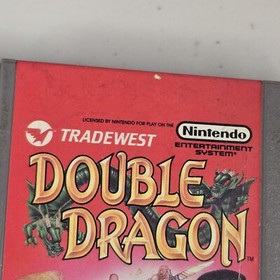 LICENSED BY NINTENDO FOR PLAY ON THE
Nintendo
ENTERTAINMENT
SYSTEM®
TRADEWEST
DOUBLE
DRAGON